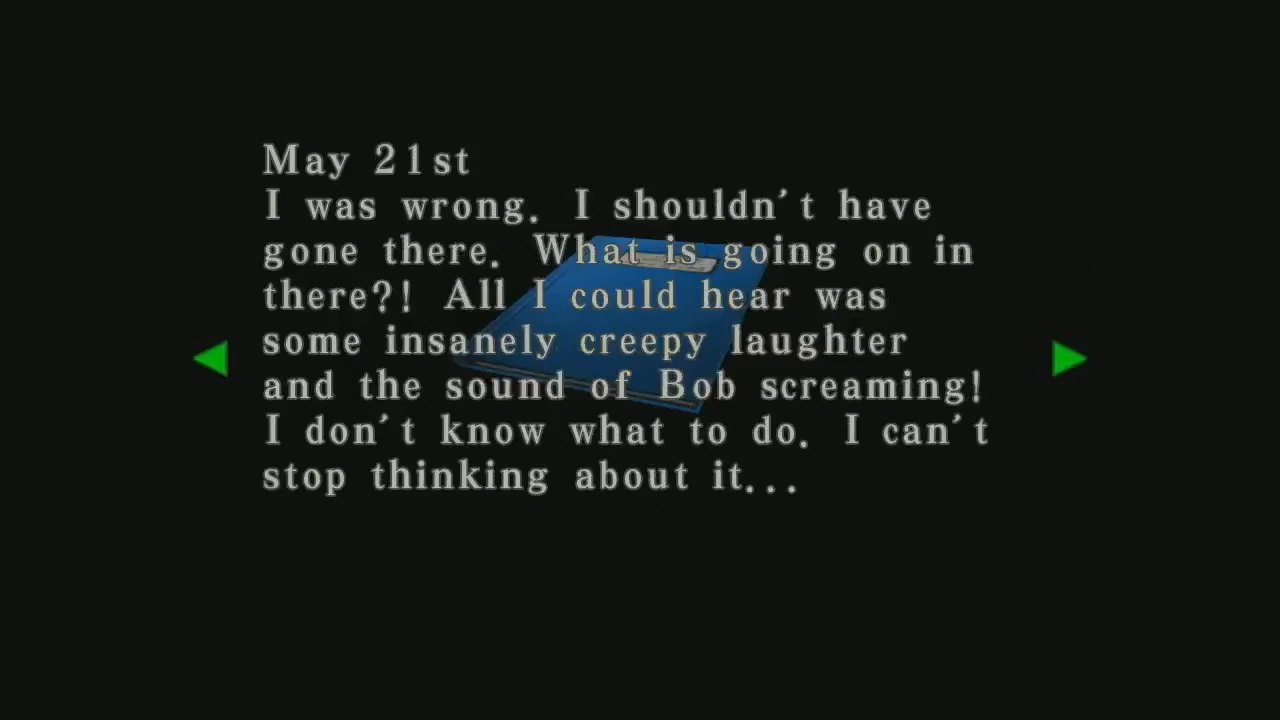 May 21st
I was wrong. I shouldn't have
gone there. What is going on in
there?! All I could hear was
some insanely creepy laughter
and the sound of Bob screaming!
I don't know what to do. I can't
stop thinking about it...